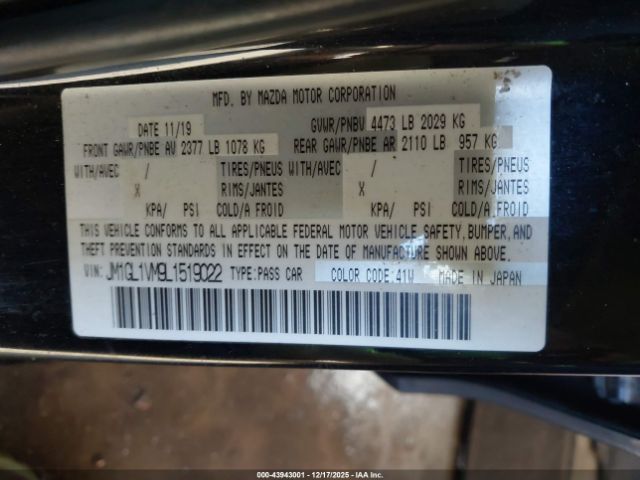 MFD. BY MAZDA MOTOR CORPORATION
DATE 11/19 GVWR/PNBV 4473 LB 2029 KG
FRONT GAWR/PNBE AV 2377 LB 1078 KG REAR GAWR/PNBE AR 2110 LB 957 KG
WITH/AVEC / TIRES/PNEUS WITH/AVEC / TIRES/PNEUS
X RIMS/JANTES X RIMS/JANTES
KPA/ PSI COLD/A FROID KPA/ PSI COLD/A FROID
THIS VEHICLE CONFORMS TO ALL APPLICABLE FEDERAL MOTOR VEHICLE SAFETY, BUMPER, AND
THEFT PREVENTION STANDARDS IN EFFECT ON THE DATE OF MANUFACTURE SHOWN ABOVE.
VIN: JM1GL1VM9L1519022 TYPE:PASS CAR COLOR CODE:41W MADE IN JAPAN
000-43943001 - 12/17/2025 - IAAI.COM